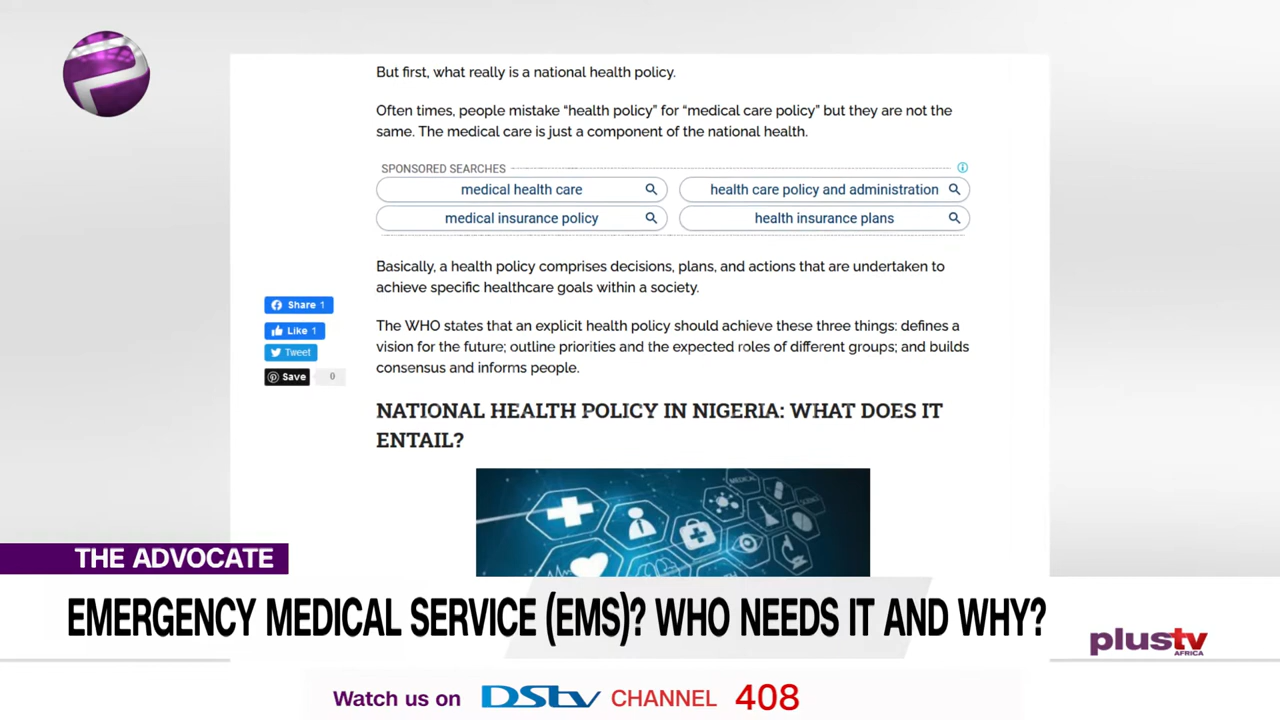 But first, what really is a national health policy.
Often times, people mistake “health policy” for “medical care policy” but they are not the
same. The medical care is just a component of the national health.
SPONSORED SEARCHES
medical health care
health care policy and administration
medical insurance policy
health insurance plans
Basically, a health policy comprises decisions, plans, and actions that are undertaken to
achieve specific healthcare goals within a society.
Share 1
Like 1
Tweet
Save 0
The WHO states that an explicit health policy should achieve these three things: defines a
vision for the future; outline priorities and the expected roles of different groups; and builds
consensus and informs people.
NATIONAL HEALTH POLICY IN NIGERIA: WHAT DOES IT
ENTAIL?
MEDICAL
THE ADVOCATE
EMERGENCY MEDICAL SERVICE (EMS)? WHO NEEDS IT AND WHY?
plustv
AFRICA
Watch us on DStv CHANNEL 408